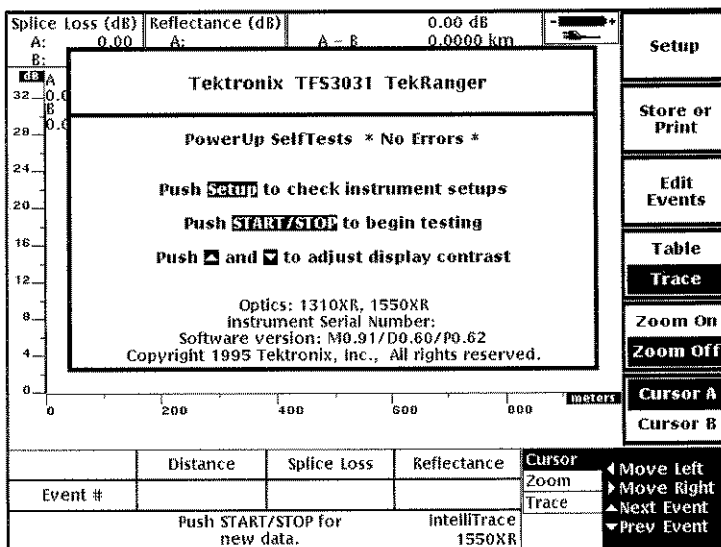 Splice Loss (dB) Reflectance (dB) 0.00 dB - +
A: 0.00 A: A - B 0.0000 km
B:
dB A
32 0.0
B
28 0.0
24
20
16
12
8
4
0
0 200 400 600 800 meters
Tektronix TFS3031 TekRanger
PowerUp SelfTests * No Errors *
Push Setup to check instrument setups
Push START/STOP to begin testing
Push ▲ and ▼ to adjust display contrast
Optics: 1310XR, 1550XR
Instrument Serial Number:
Software version: M0.91/D0.60/P0.62
Copyright 1995 Tektronix, Inc., All rights reserved.
Setup
Store or
Print
Edit
Events
Table
Trace
Zoom On
Zoom Off
Cursor A
Cursor B
Distance Splice Loss Reflectance
Event #
Push START/STOP for
new data.
intelliTrace
1550XR
Cursor
Zoom
Trace
Move Left
Move Right
Next Event
Prev Event